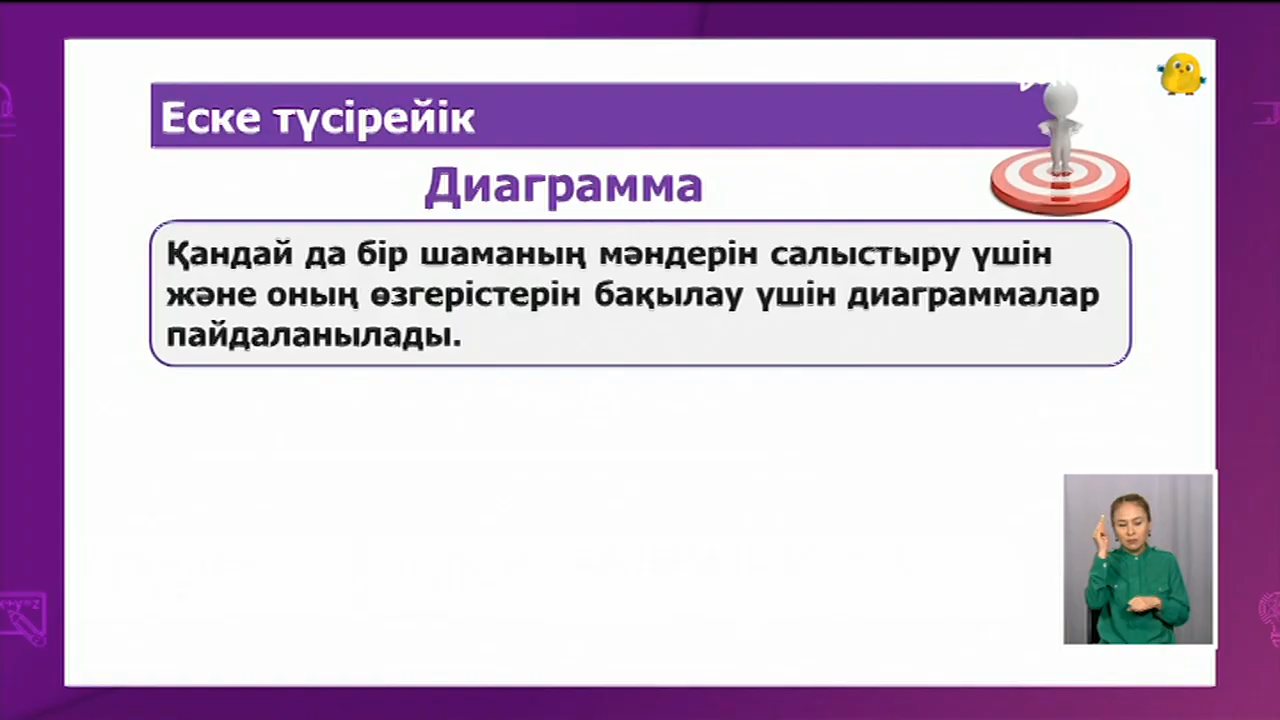 Еске түсірейік
Диаграмма
Қандай да бір шаманың мәндерін салыстыру үшін
және оның өзгерістерін бақылау үшін диаграммалар
пайдаланылады.